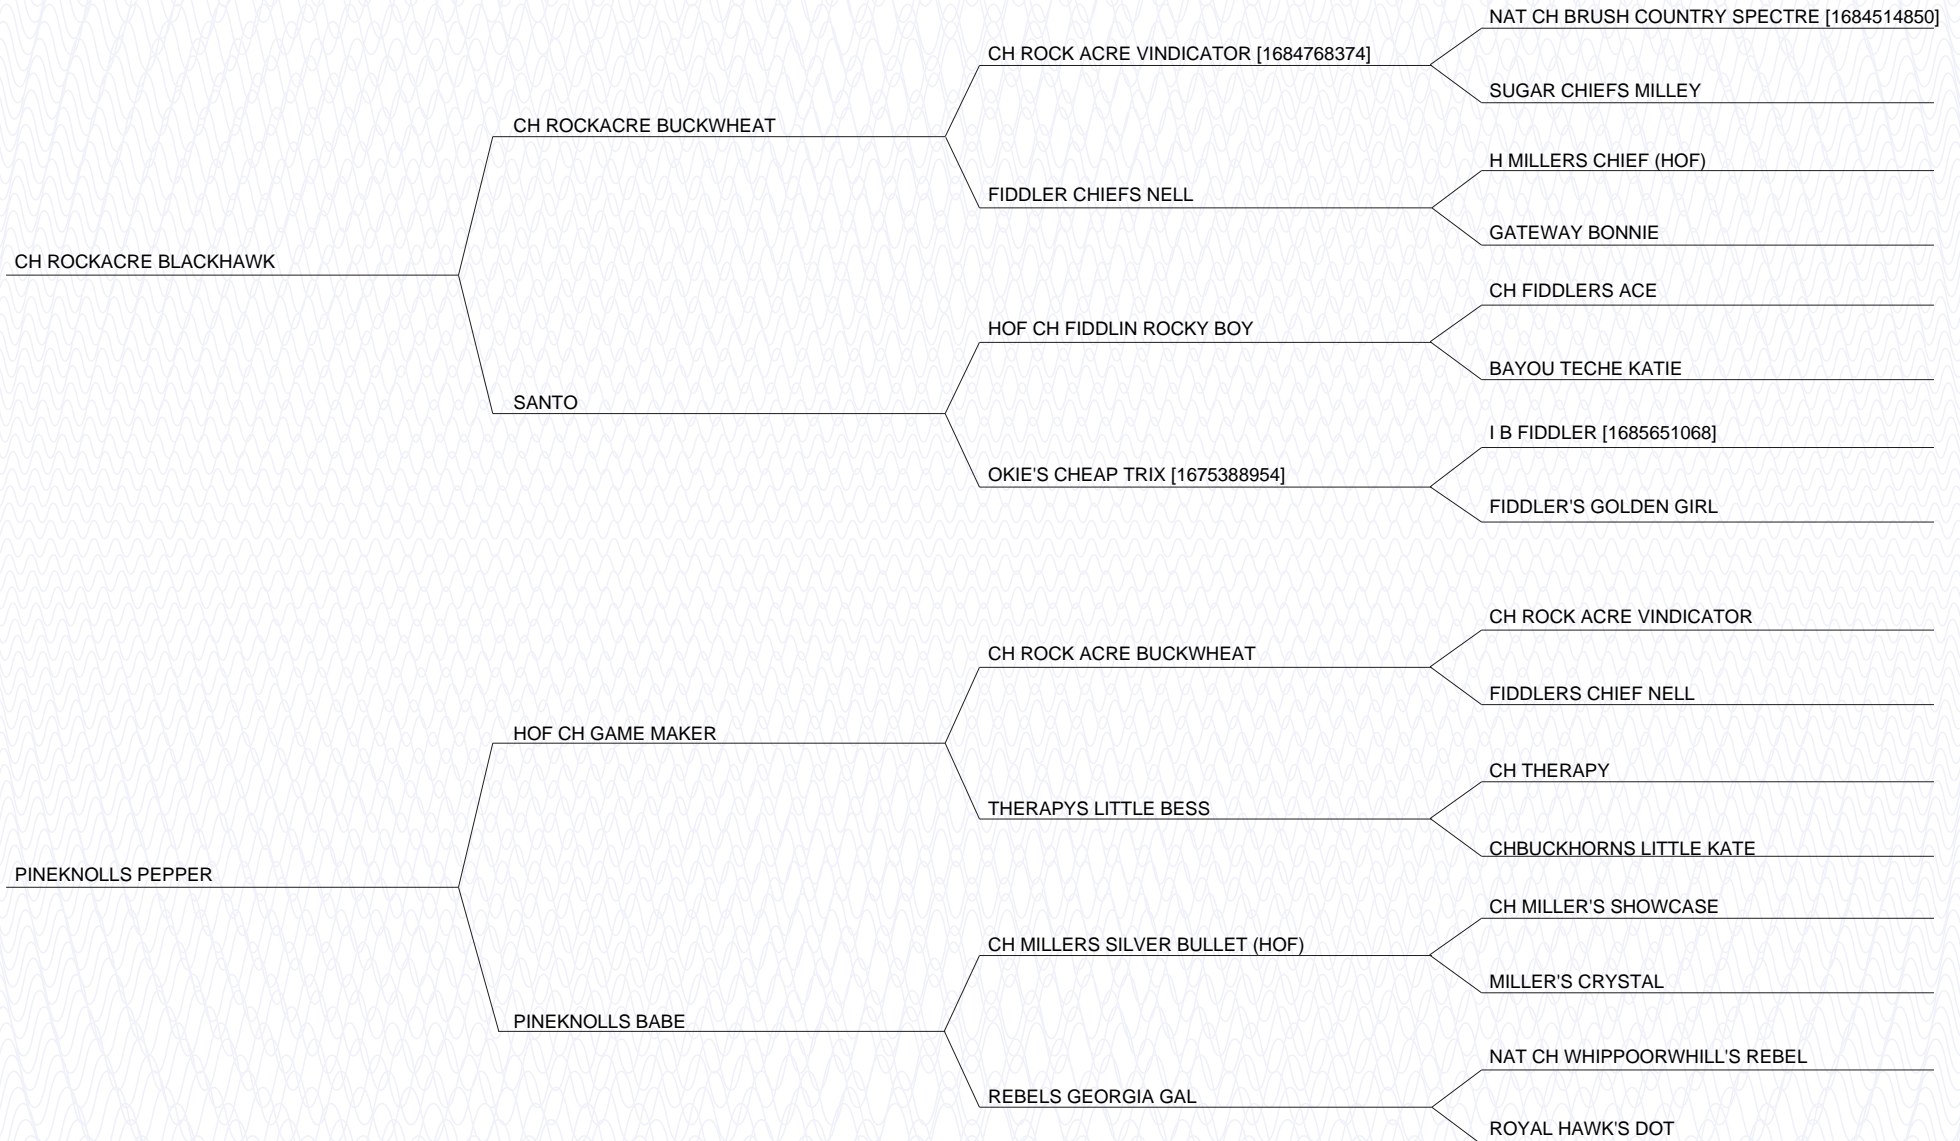 NAT CH BRUSH COUNTRY SPECTRE [1684514850]
CH ROCK ACRE VINDICATOR [1684768374]
SUGAR CHIEFS MILLEY
CH ROCKACRE BUCKWHEAT
H MILLERS CHIEF (HOF)
FIDDLER CHIEFS NELL
GATEWAY BONNIE
CH ROCKACRE BLACKHAWK
CH FIDDLERS ACE
HOF CH FIDDLIN ROCKY BOY
BAYOU TECHE KATIE
SANTO
I B FIDDLER [1685651068]
OKIE'S CHEAP TRIX [1675388954]
FIDDLER'S GOLDEN GIRL
CH ROCK ACRE VINDICATOR
CH ROCK ACRE BUCKWHEAT
FIDDLERS CHIEF NELL
HOF CH GAME MAKER
CH THERAPY
THERAPYS LITTLE BESS
CHBUCKHORNS LITTLE KATE
PINEKNOLLS PEPPER
CH MILLER'S SHOWCASE
CH MILLERS SILVER BULLET (HOF)
MILLER'S CRYSTAL
PINEKNOLLS BABE
NAT CH WHIPPOORWHILL'S REBEL
REBELS GEORGIA GAL
ROYAL HAWK'S DOT